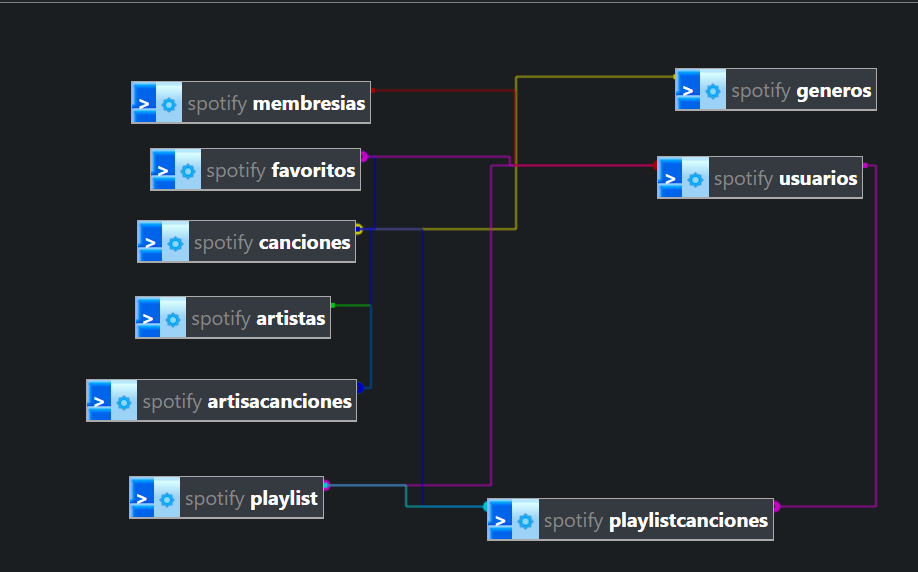 spotify membresias
spotify generos
spotify favoritos
spotify usuarios
spotify canciones
spotify artistas
spotify artisacanciones
spotify playlist
spotify playlistcanciones